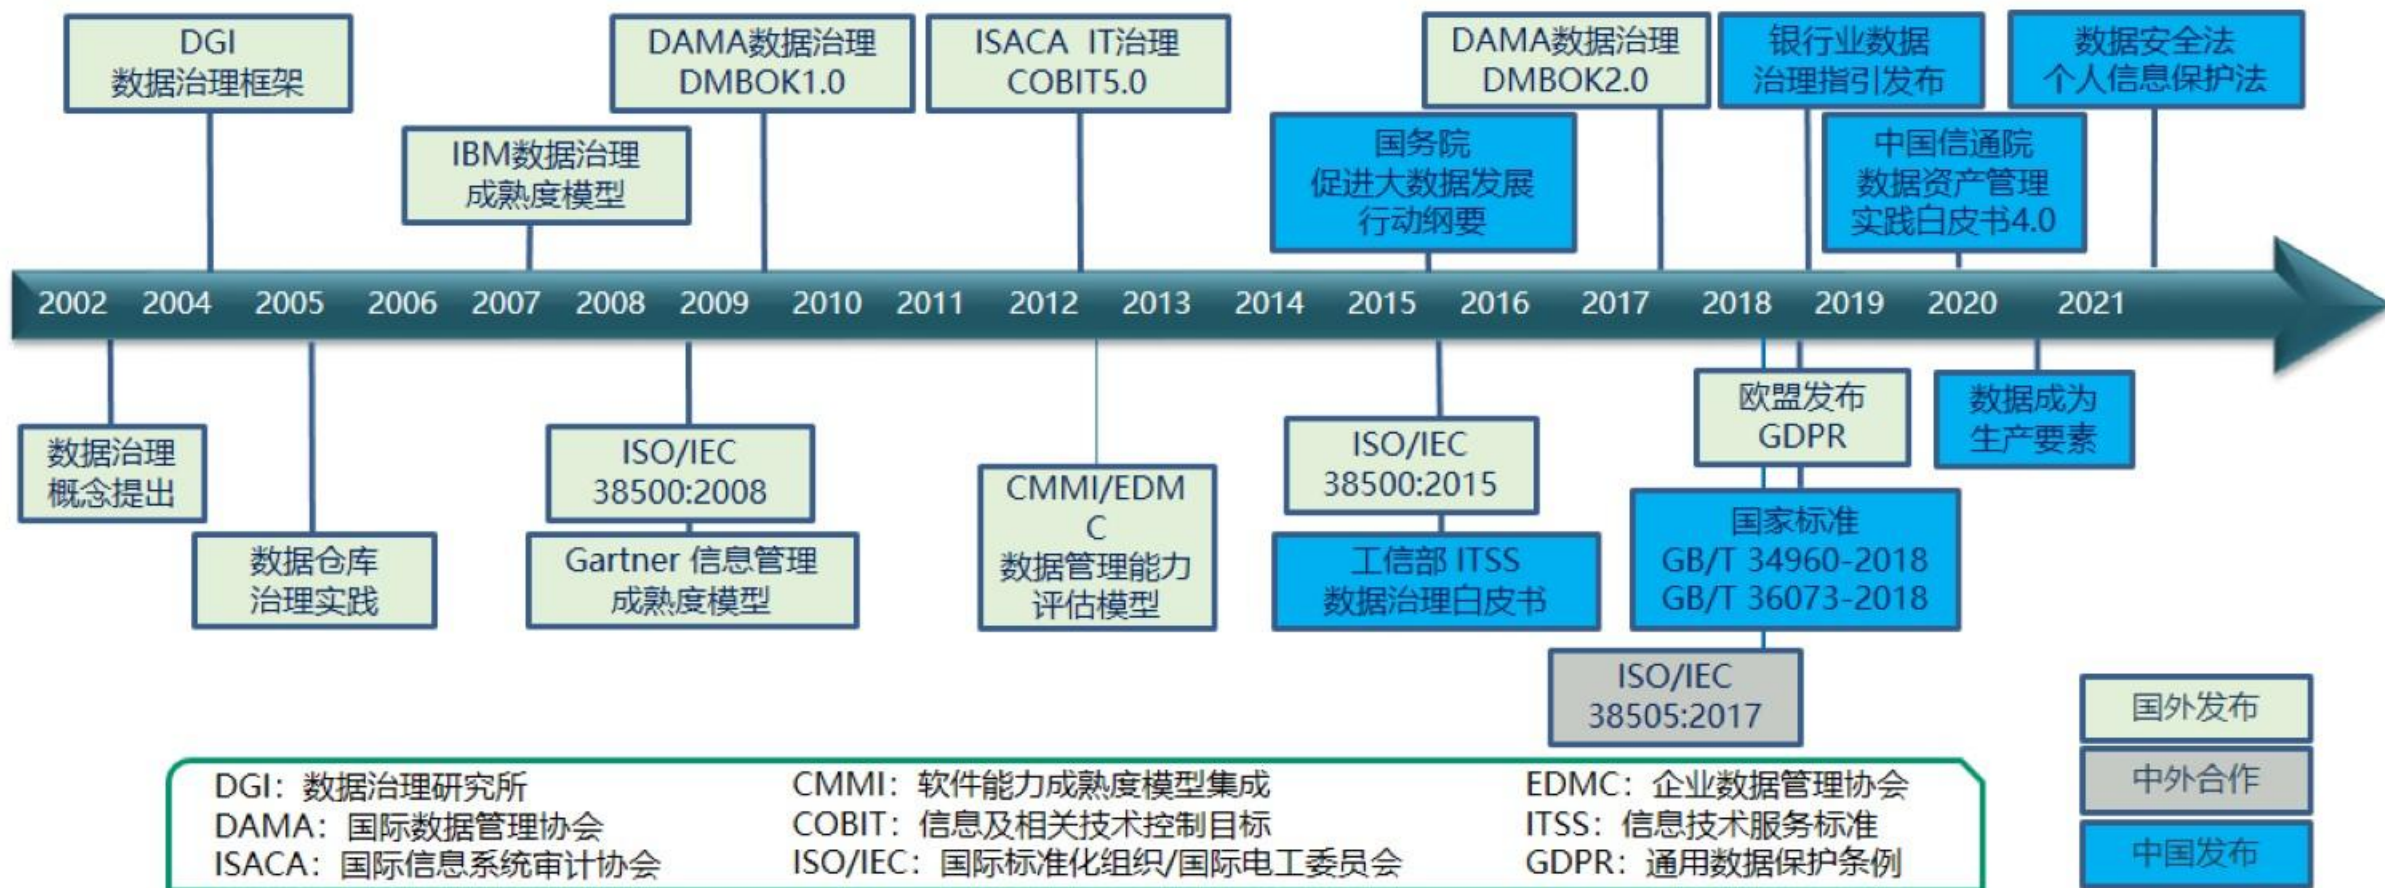 DGI
数据治理框架
DAMA数据治理
DMBOK1.0
ISACA IT治理
COBIT5.0
DAMA数据治理
DMBOK2.0
银行业数据
治理指引发布
数据安全法
个人信息保护法
IBM数据治理
成熟度模型
国务院
促进大数据发展
行动纲要
中国信通院
数据资产管理
实践白皮书4.0
2002 2004 2005 2006 2007 2008 2009 2010 2011 2012 2013 2014 2015 2016 2017 2018 2019 2020 2021
数据治理
概念提出
数据仓库
治理实践
ISO/IEC
38500:2008
Gartner 信息管理
成熟度模型
CMMI/EDM
C
数据管理能力
评估模型
ISO/IEC
38500:2015
工信部 ITSS
数据治理白皮书
欧盟发布
GDPR
国家标准
GB/T 34960-2018
GB/T 36073-2018
ISO/IEC
38505:2017
数据成为
生产要素
国外发布
中外合作
中国发布
DGI：数据治理研究所
DAMA：国际数据管理协会
ISACA：国际信息系统审计协会
CMMI：软件能力成熟度模型集成
COBIT：信息及相关技术控制目标
ISO/IEC：国际标准化组织/国际电工委员会
EDMC：企业数据管理协会
ITSS：信息技术服务标准
GDPR：通用数据保护条例